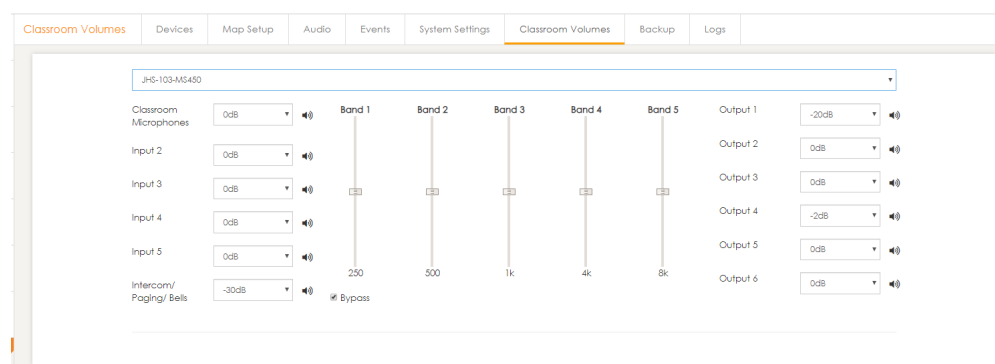 Classroom Volumes Devices Map Setup Audio Events System Settings Classroom Volumes Backup Logs
JHS-103-MS450
Classroom
Microphones
0dB
Input 2
0dB
Input 3
0dB
Input 4
0dB
Input 5
0dB
Intercom/
Paging/ Bells
-30dB
Band 1 Band 2 Band 3 Band 4 Band 5
250 500 1k 4k 8k
Bypass
Output 1
-20dB
Output 2
0dB
Output 3
0dB
Output 4
-2dB
Output 5
0dB
Output 6
0dB